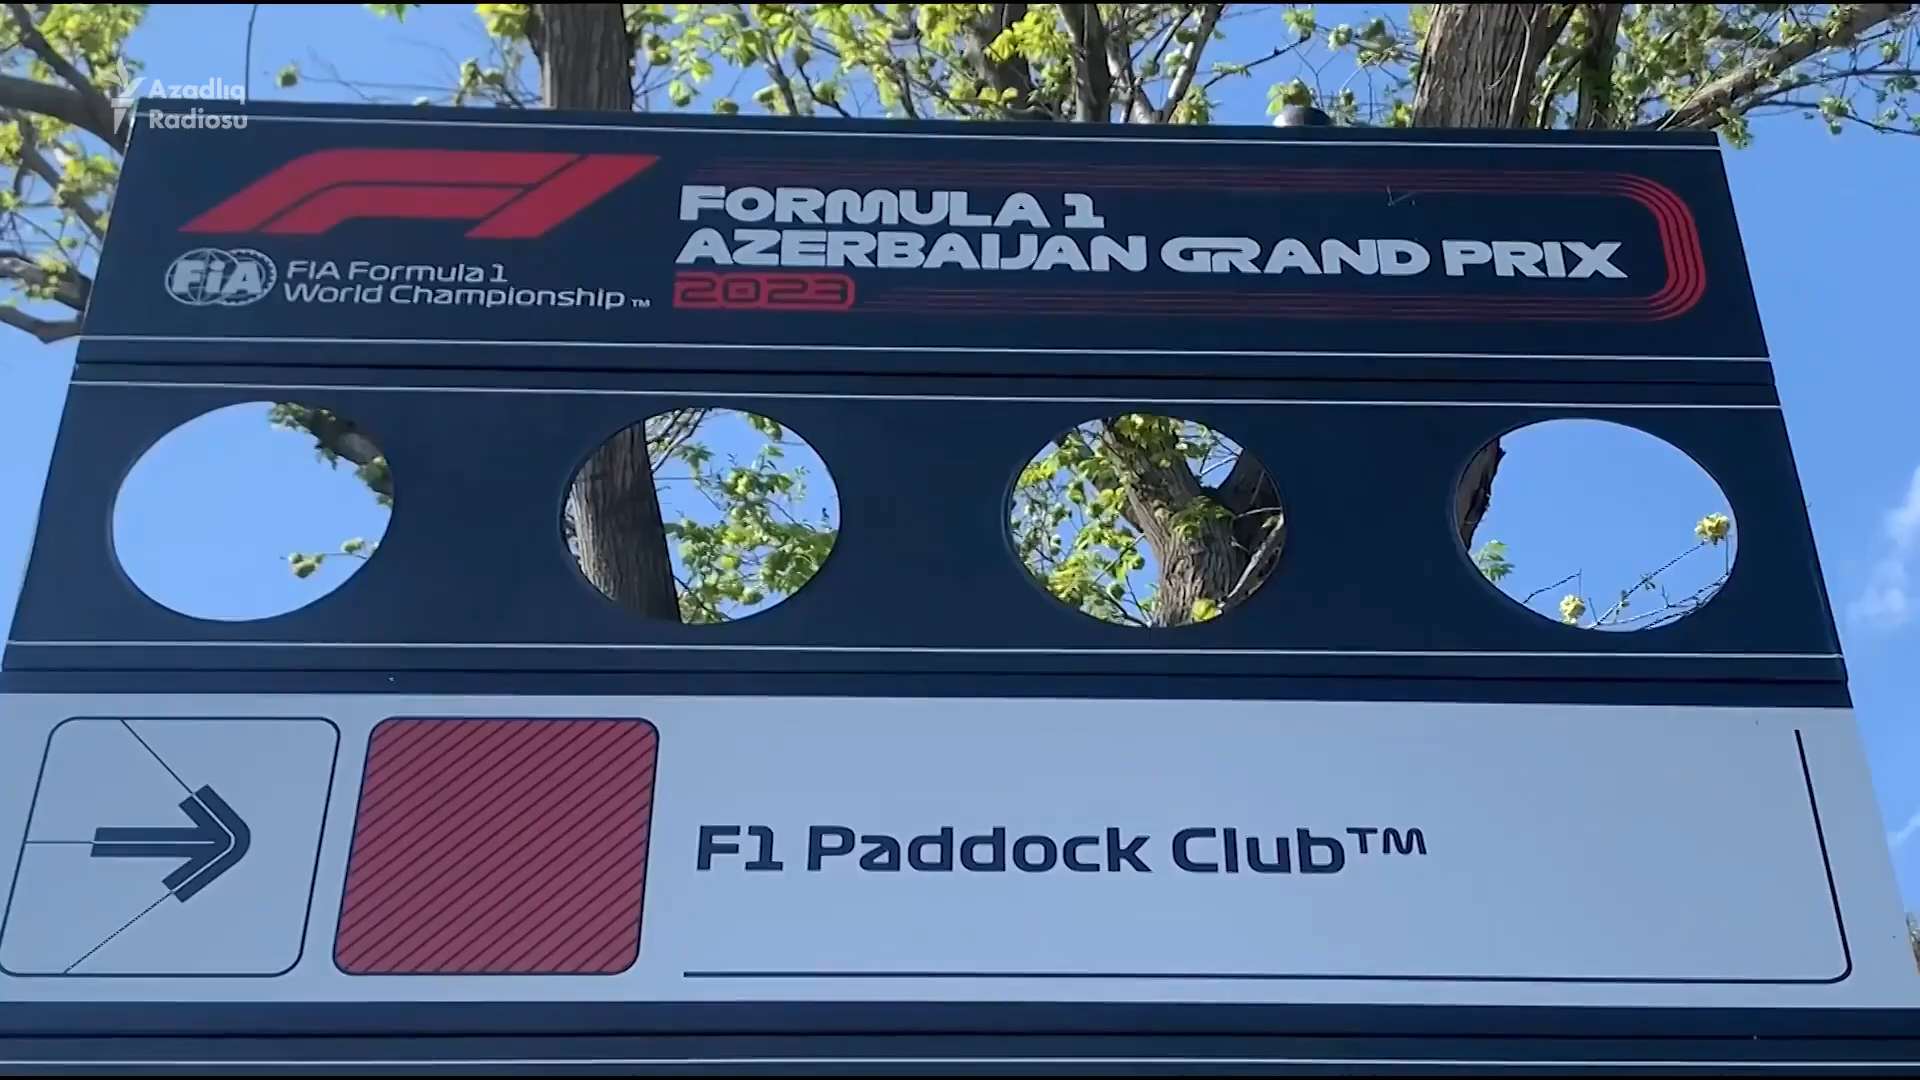 Azadlıq
Radiosu
F1
FORMULA 1
AZERBAIJAN GRAND PRIX
2023
FIA
FIA Formula 1
World Championship™
F1 Paddock Club™